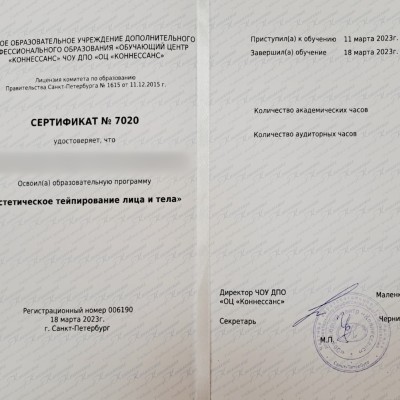 ОЕ ОБРАЗОВАТЕЛЬНОЕ УЧРЕЖДЕНИЕ ДОПОЛНИТЕЛЬНОГО
ФЕССИОНАЛЬНОГО ОБРАЗОВАНИЯ «ОБУЧАЮЩИЙ ЦЕНТР
«КОННЕССАНС» ЧОУ ДПО «ОЦ «КОННЕССАНС»
Лицензия комитета по образованию
Правительства Санкт-Петербурга № 1615 от 11.12.2015 г.
СЕРТИФИКАТ № 7020
удостоверяет, что
Освоил(а) образовательную программу
стетическое тейпирование лица и тела»
Регистрационный номер 006190
18 марта 2023г.
г. Санкт-Петербург
Приступил(а) к обучению 11 марта 2023г.
Завершил(а) обучение 18 марта 2023г.
Количество академических часов
Количество аудиторных часов
Директор ЧОУ ДПО
«ОЦ «Коннессанс» Мален
Секретарь Черни
М.П.